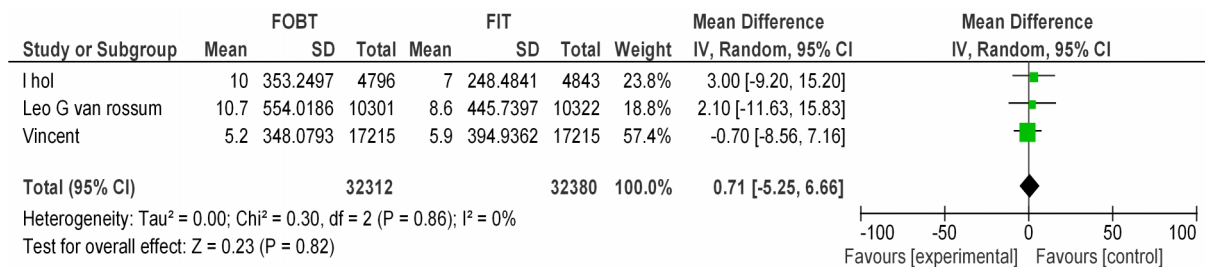 FOBT FIT Mean Difference Mean Difference
Study or Subgroup Mean SD Total Mean SD Total Weight IV, Random, 95% CI IV, Random, 95% CI
I hol 10 353.2497 4796 7 248.4841 4843 23.8% 3.00 [-9.20, 15.20]
Leo G van rossum 10.7 554.0186 10301 8.6 445.7397 10322 18.8% 2.10 [-11.63, 15.83]
Vincent 5.2 348.0793 17215 5.9 394.9362 17215 57.4% -0.70 [-8.56, 7.16]
Total (95% CI) 32312 32380 100.0% 0.71 [-5.25, 6.66]
Heterogeneity: Tau² = 0.00; Chi² = 0.30, df = 2 (P = 0.86); I² = 0%
Test for overall effect: Z = 0.23 (P = 0.82)
-100 -50 0 50 100
Favours [experimental] Favours [control]